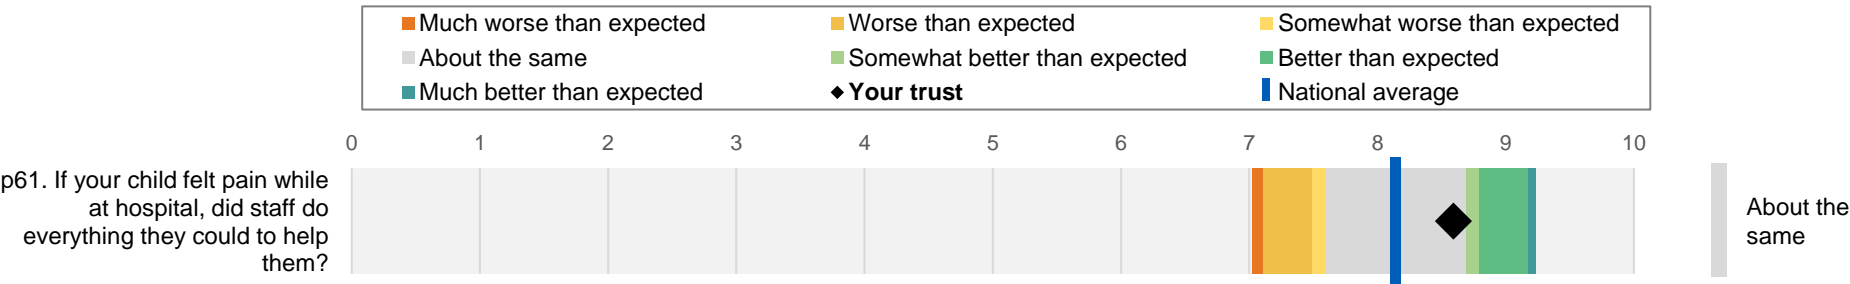 Much worse than expected
Worse than expected
Somewhat worse than expected
About the same
Somewhat better than expected
Better than expected
Much better than expected
Your trust
National average
0 1 2 3 4 5 6 7 8 9 10
p61. If your child felt pain while
at hospital, did staff do
everything they could to help
them?
About the
same